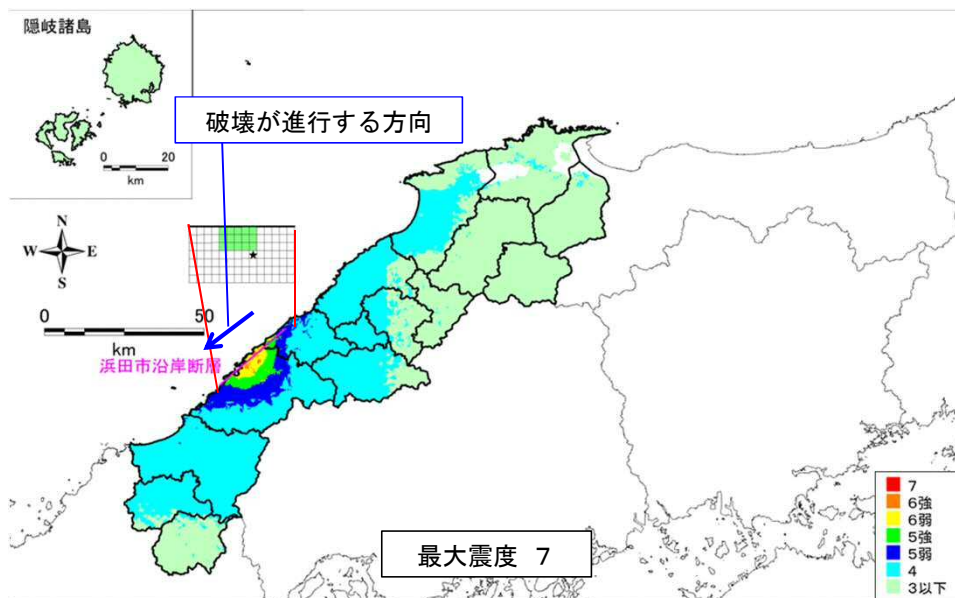 隠岐諸島
0 20
km
破壊が進行する方向
N
W E
S
0 50
km
浜田市沿岸断層
最大震度 7
7
6強
6弱
5強
5弱
4
3以下